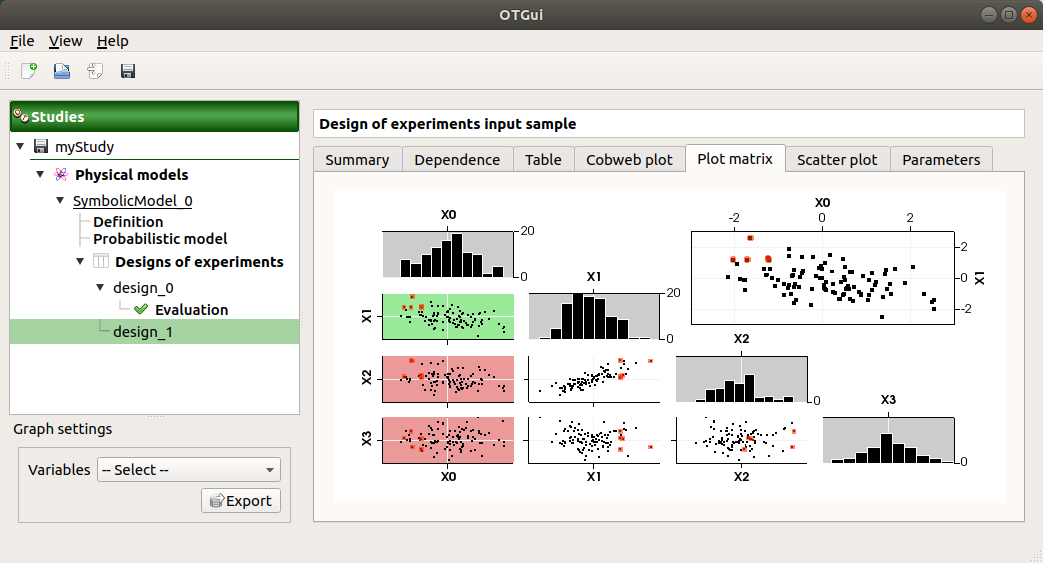 OTGui
File View Help
Studies
myStudy
Physical models
SymbolicModel_0
Definition
Probabilistic model
Designs of experiments
design_0
Evaluation
design_1
Graph settings
Variables -- Select --
Export
Design of experiments input sample
Summary Dependence Table Cobweb plot Plot matrix Scatter plot Parameters
X0
20
0
X1
X1
20
0
X2
X2
0
X3
X3
0
X0 X1 X2
X0
-2 0 2
2
0
-2
X1